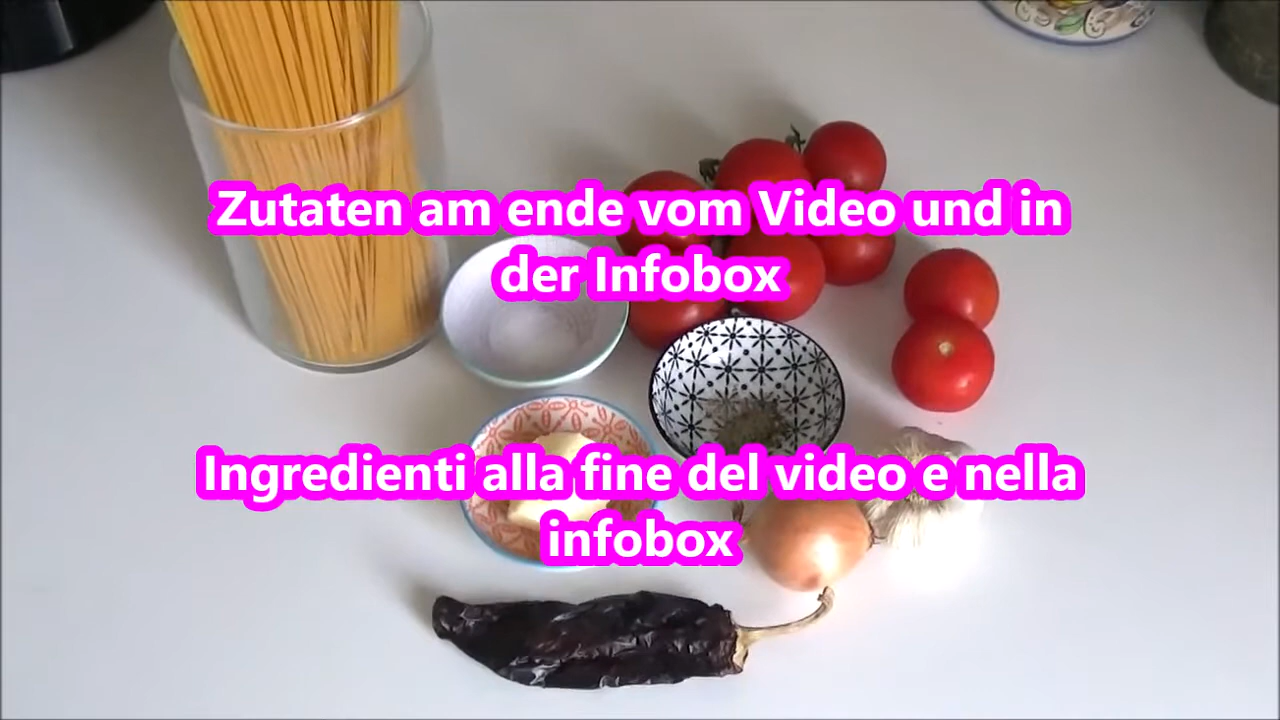 Zutaten am ende vom Video und in
der Infobox
Ingredienti alla fine del video e nella
infobox